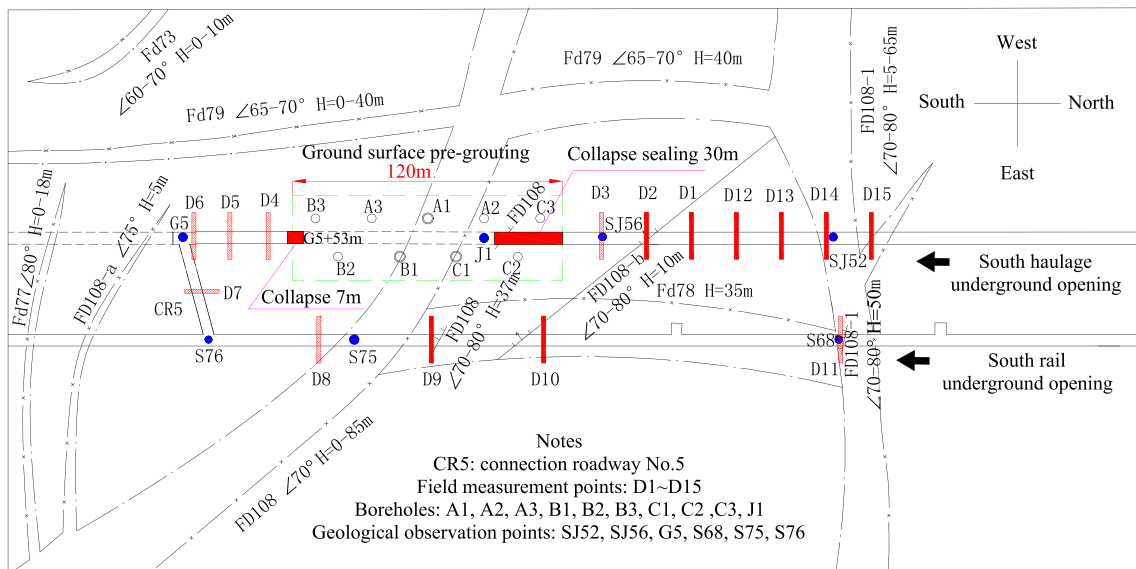 Fd73
∠60-70° H=0-10m
Fd79 ∠65-70° H=0-40m
Fd79 ∠65-70° H=40m
FD108-1
∠70-80° H=5-65m
West
South
North
East
Ground surface pre-grouting
120m
Collapse sealing 30m
Fd77∠80° H=0-18m
FD108-a ∠75° H=5m
D6
D5
D4
G5
B3
A3
A1
A2
FD108
C3
D3
SJ56
D2
D1
D12
D13
D14
D15
G5+53m
J1
SJ52
B2
B1
C1
C2
South haulage
underground opening
Collapse 7m
CR5
D7
FD108-b
∠70-80° H=10m
Fd78 H=35m
FD108
∠70-80° H=37m
S76
S75
S68
FD108-1
∠70-80° H=50m
D8
D9
D10
D11
South rail
underground opening
FD108 ∠70° H=0-85m
Notes
CR5: connection roadway No.5
Field measurement points: D1~D15
Boreholes: A1, A2, A3, B1, B2, B3, C1, C2 ,C3, J1
Geological observation points: SJ52, SJ56, G5, S68, S75, S76